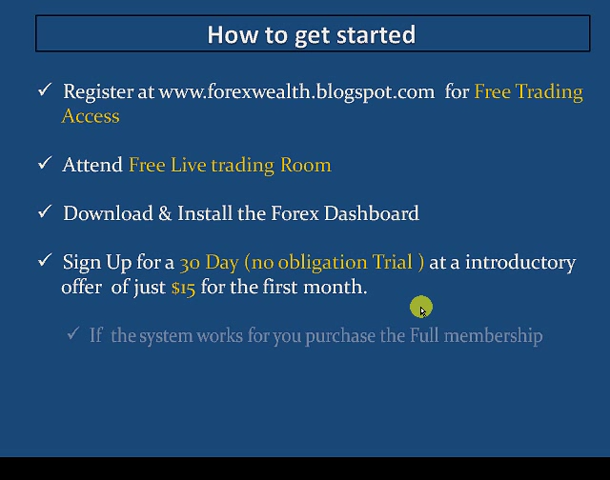 How to get started
✓ Register at www.forexwealth.blogspot.com for Free Trading
Access
✓ Attend Free Live trading Room
✓ Download & Install the Forex Dashboard
✓ Sign Up for a 30 Day (no obligation Trial ) at a introductory
offer of just $15 for the first month.
✓ If the system works for you purchase the Full membership